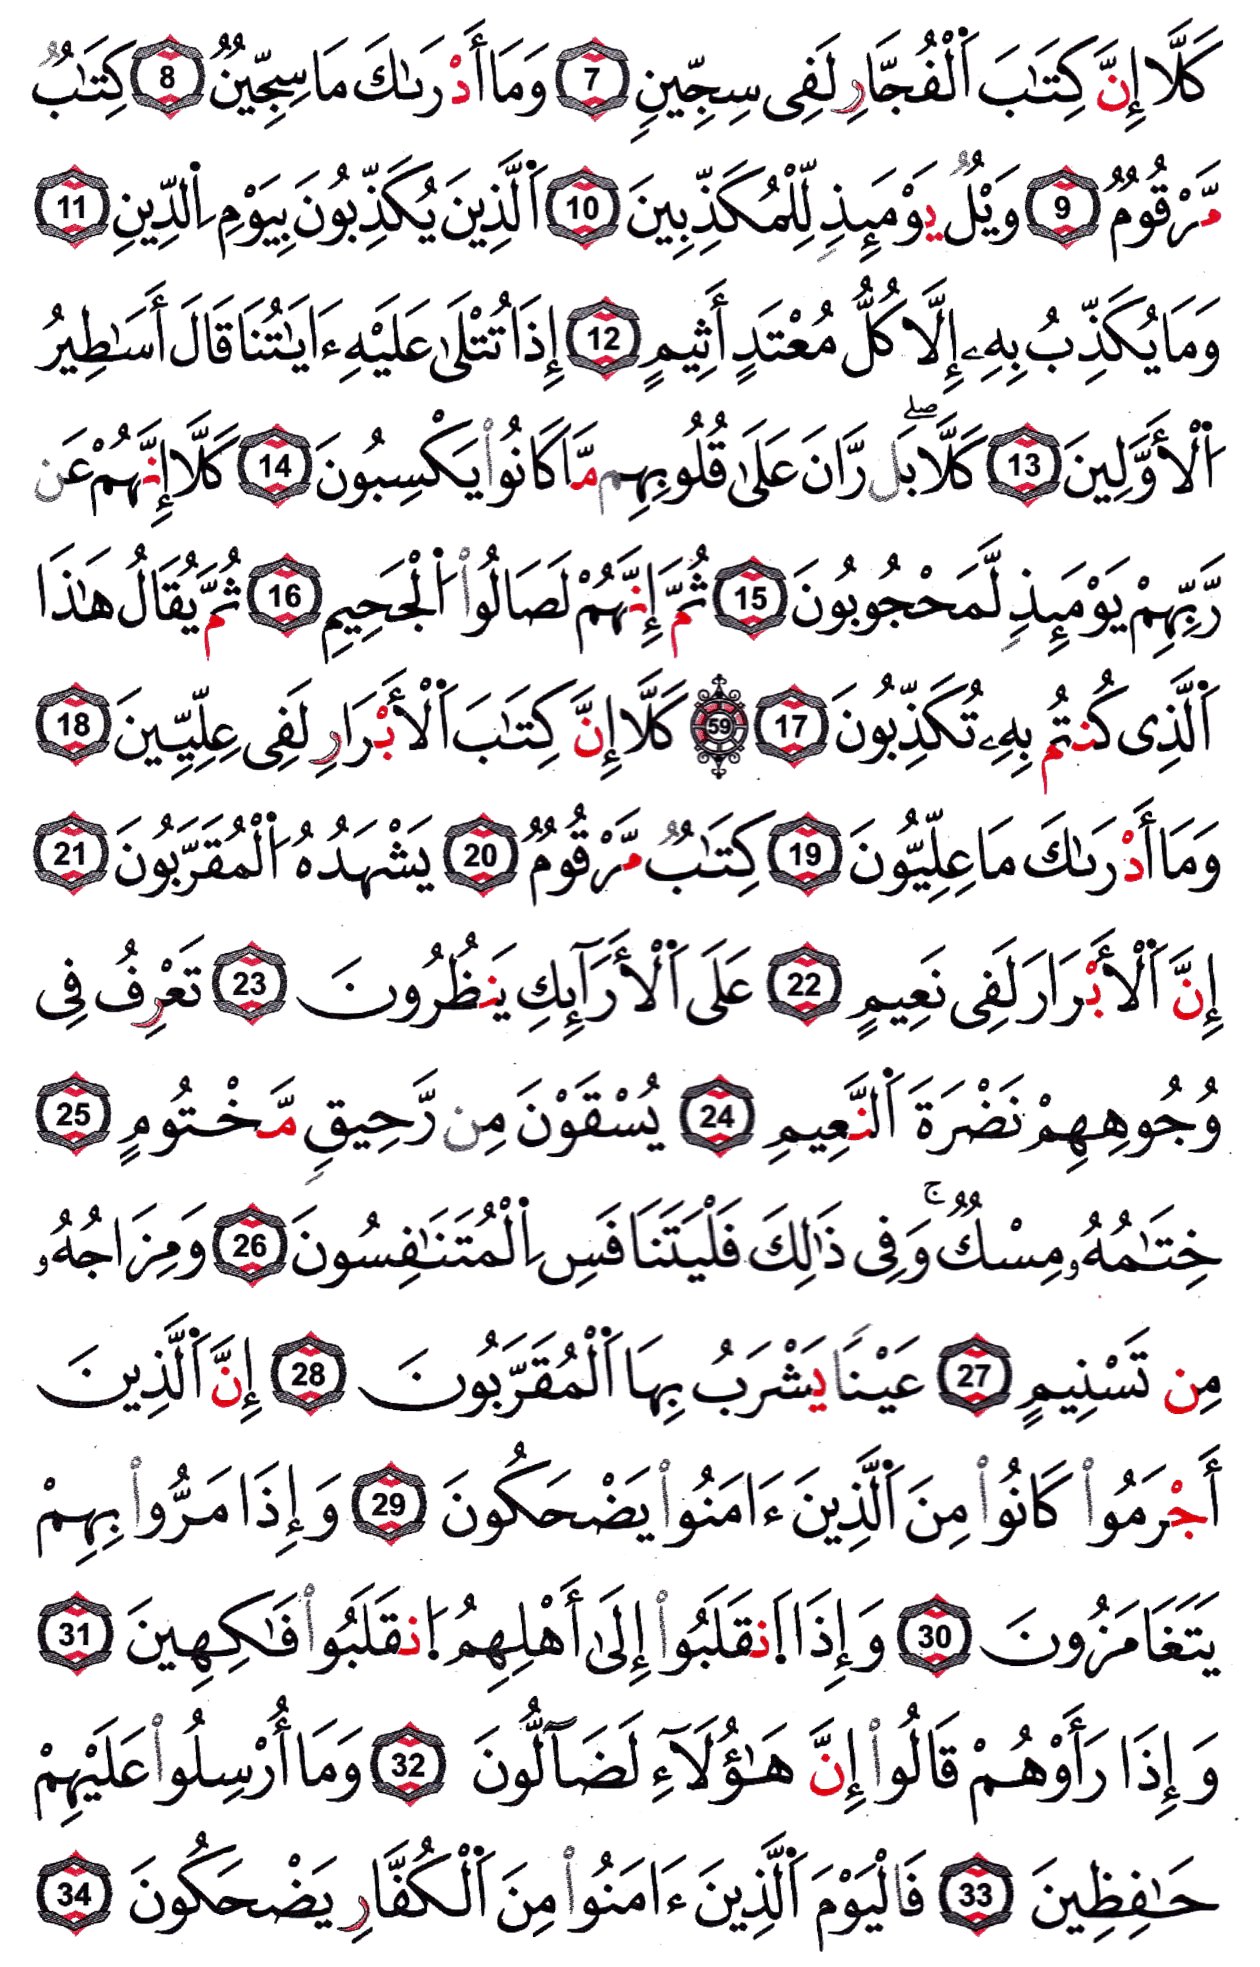 كَلَّا إِنَّ كِتَٰبَ ٱلْفُجَّارِ لَفِى سِجِّينٍ 7 وَمَا أَدْرَىٰكَ مَا سِجِّينٌ 8 كِتَٰبٌ
مَّرْقُومٌ 9 وَيْلٌ يَوْمَئِذٍ لِّلْمُكَذِّبِينَ 10 ٱلَّذِينَ يُكَذِّبُونَ بِيَوْمِ ٱلدِّينِ 11
وَمَا يُكَذِّبُ بِهِۦ إِلَّا كُلُّ مُعْتَدٍ أَثِيمٍ 12 إِذَا تُتْلَىٰ عَلَيْهِ ءَايَٰتُنَا قَالَ أَسَٰطِيرُ
ٱلْأَوَّلِينَ 13 كَلَّاۖ بَل رَّانَ عَلَىٰ قُلُوبِهِم مَّا كَانُوا۟ يَكْسِبُونَ 14 كَلَّا إِنَّهُمْ عَن
رَّبِّهِمْ يَوْمَئِذٍ لَّمَحْجُوبُونَ 15 ثُمَّ إِنَّهُمْ لَصَالُوا۟ ٱلْجَحِيمِ 16 ثُمَّ يُقَالُ هَٰذَا
ٱلَّذِى كُنتُم بِهِۦ تُكَذِّبُونَ 17 59 كَلَّا إِنَّ كِتَٰبَ ٱلْأَبْرَارِ لَفِى عِلِّيِّينَ 18
وَمَا أَدْرَىٰكَ مَا عِلِّيُّونَ 19 كِتَٰبٌ مَّرْقُومٌ 20 يَشْهَدُهُ ٱلْمُقَرَّبُونَ 21
إِنَّ ٱلْأَبْرَارَ لَفِى نَعِيمٍ 22 عَلَى ٱلْأَرَآئِكِ يَنظُرُونَ 23 تَعْرِفُ فِى
وُجُوهِهِمْ نَضْرَةَ ٱلنَّعِيمِ 24 يُسْقَوْنَ مِن رَّحِيقٍ مَّخْتُومٍ 25
خِتَٰمُهُۥ مِسْكٌۚ وَفِى ذَٰلِكَ فَلْيَتَنَافَسِ ٱلْمُتَنَٰفِسُونَ 26 وَمِزَاجُهُۥ
مِن تَسْنِيمٍ 27 عَيْنًا يَشْرَبُ بِهَا ٱلْمُقَرَّبُونَ 28 إِنَّ ٱلَّذِينَ
أَجْرَمُوا۟ كَانُوا۟ مِنَ ٱلَّذِينَ ءَامَنُوا۟ يَضْحَكُونَ 29 وَإِذَا مَرُّوا۟ بِهِمْ
يَتَغَامَزُونَ 30 وَإِذَا ٱنقَلَبُوا۟ إِلَىٰ أَهْلِهِمُ ٱنقَلَبُوا۟ فَٰكِهِينَ 31
وَإِذَا رَأَوْهُمْ قَالُوا۟ إِنَّ هَٰؤُلَآءِ لَضَآلُّونَ 32 وَمَا أُرْسِلُوا۟ عَلَيْهِمْ
حَٰفِظِينَ 33 فَٱلْيَوْمَ ٱلَّذِينَ ءَامَنُوا۟ مِنَ ٱلْكُفَّارِ يَضْحَكُونَ 34